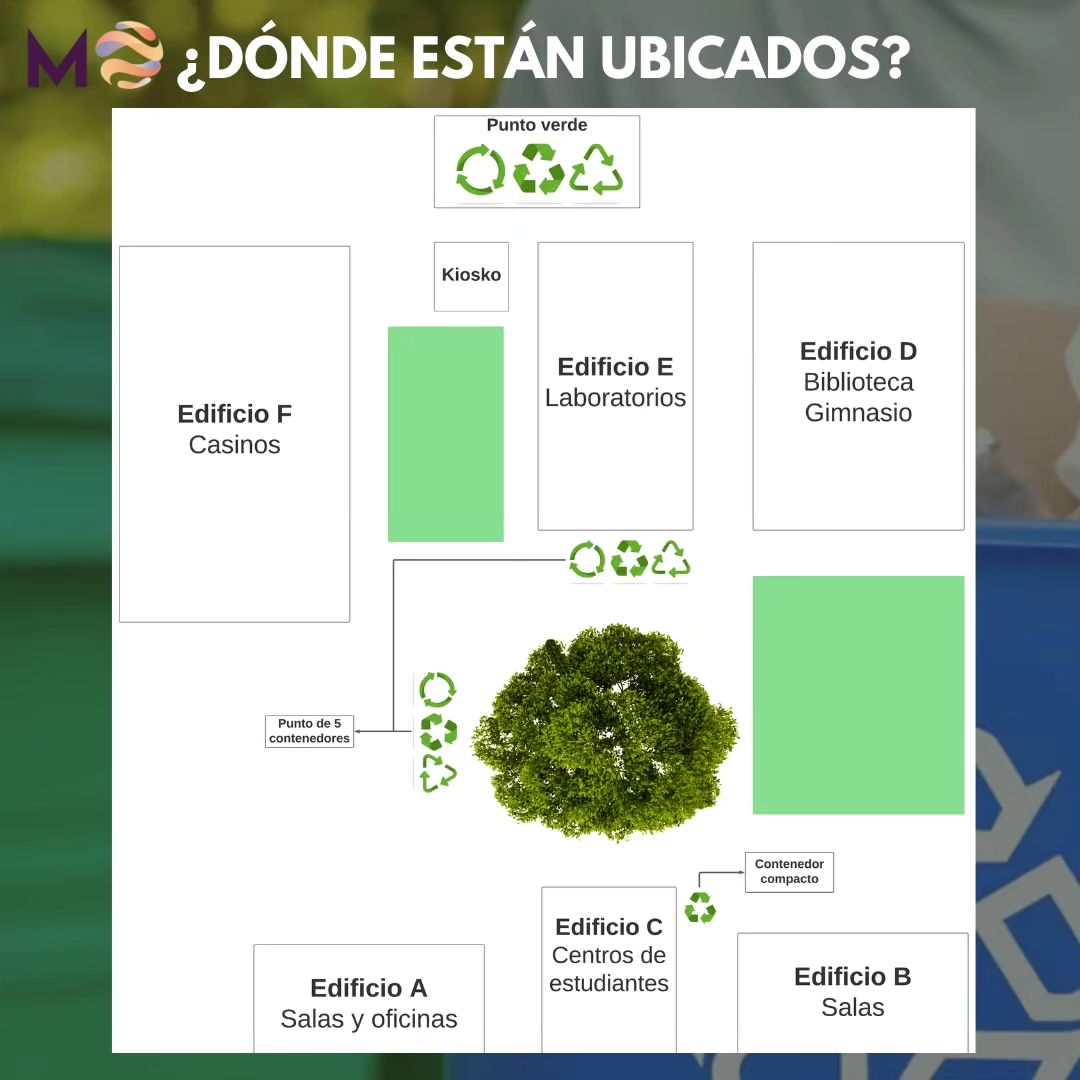 M
¿DÓNDE ESTÁN UBICADOS?
Punto verde
Kiosko
Edificio F
Casinos
Edificio E
Laboratorios
Edificio D
Biblioteca
Gimnasio
Punto de 5
contenedores
Contenedor
compacto
Edificio C
Centros de
estudiantes
Edificio A
Salas y oficinas
Edificio B
Salas